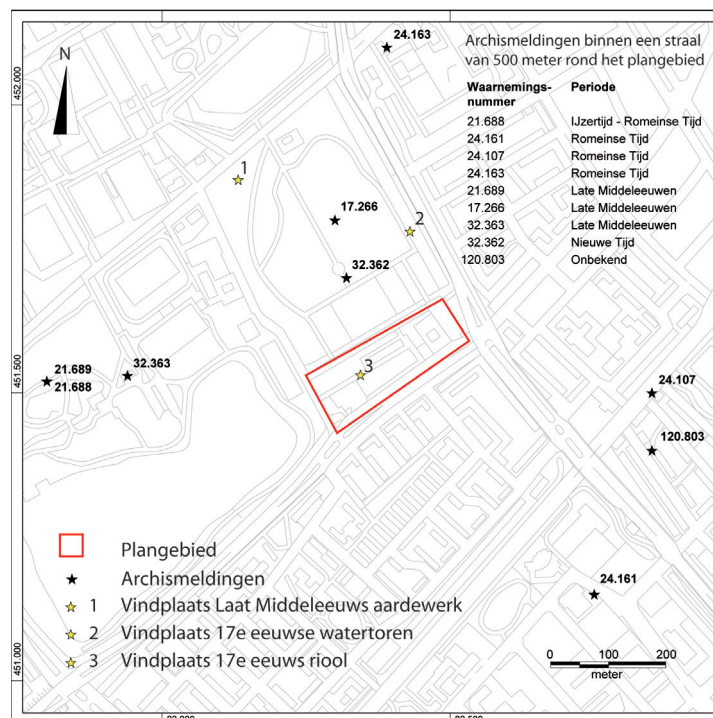 24.163
Archismeldingen binnen een straal
van 500 meter rond het plangebied
N
452.000
Waarnemings-
nummer Periode
21.688 IJzertijd - Romeinse Tijd
24.161 Romeinse Tijd
24.107 Romeinse Tijd
24.163 Romeinse Tijd
21.689 Late Middeleeuwen
17.266 Late Middeleeuwen
32.363 Late Middeleeuwen
32.362 Nieuwe Tijd
120.803 Onbekend
1
17.266
2
32.362
451.500
21.689
21.688
32.363
3
24.107
120.803
Plangebied
Archismeldingen
1 Vindplaats Laat Middeleeuws aardewerk
2 Vindplaats 17e eeuwse watertoren
3 Vindplaats 17e eeuws riool
24.161
0 100 200
meter
451.000